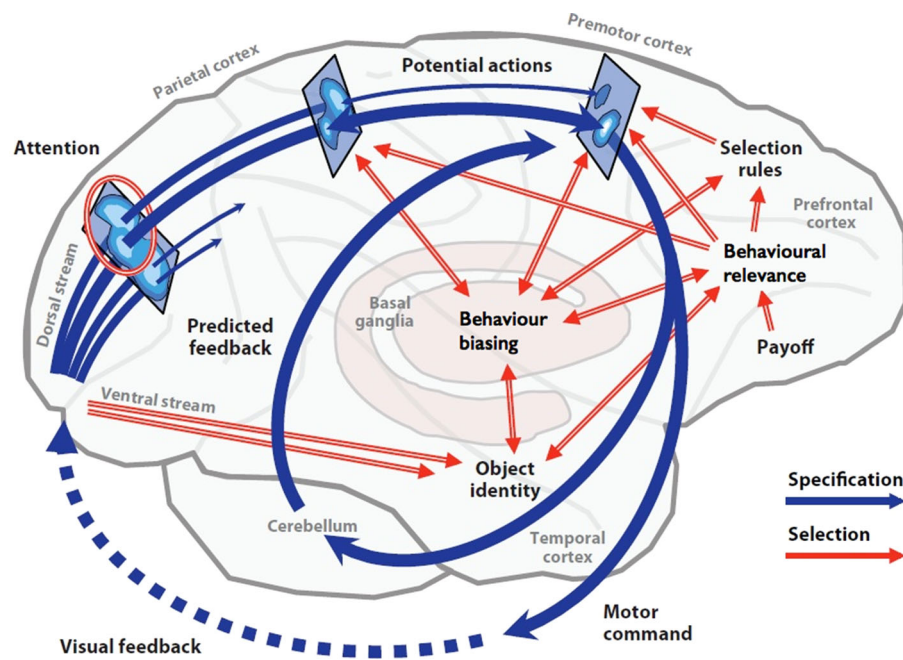 Premotor cortex
Parietal cortex
Potential actions
Attention
Selection
rules
Prefrontal
cortex
Dorsal stream
Behavioural
relevance
Basal
ganglia
Predicted
feedback
Behaviour
biasing
Payoff
Ventral stream
Object
identity
Specification
Cerebellum
Selection
Temporal
cortex
Motor
command
Visual feedback